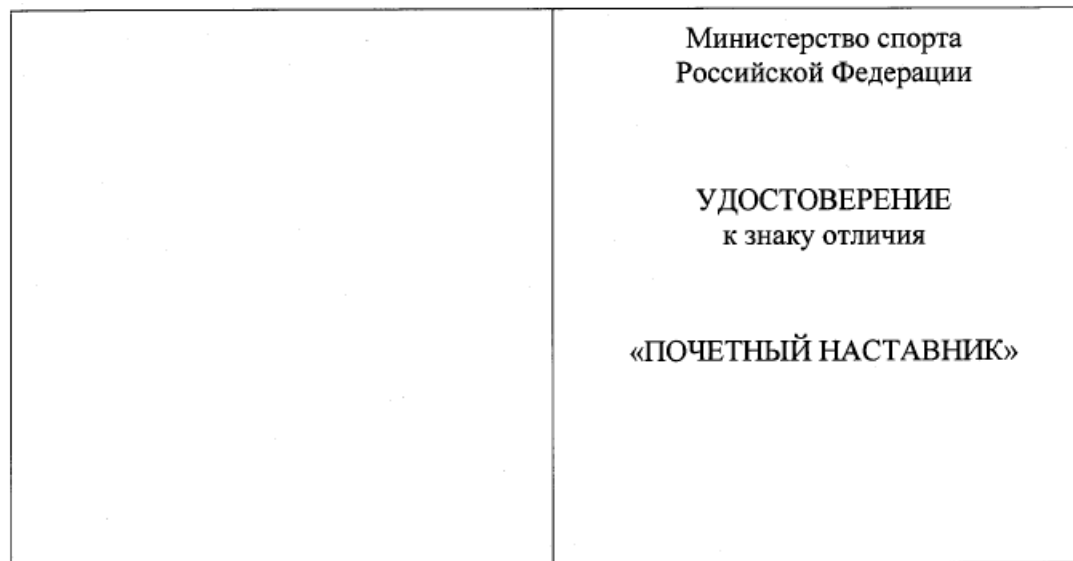 Министерство спорта
Российской Федерации
УДОСТОВЕРЕНИЕ
к знаку отличия
«ПОЧЕТНЫЙ НАСТАВНИК»